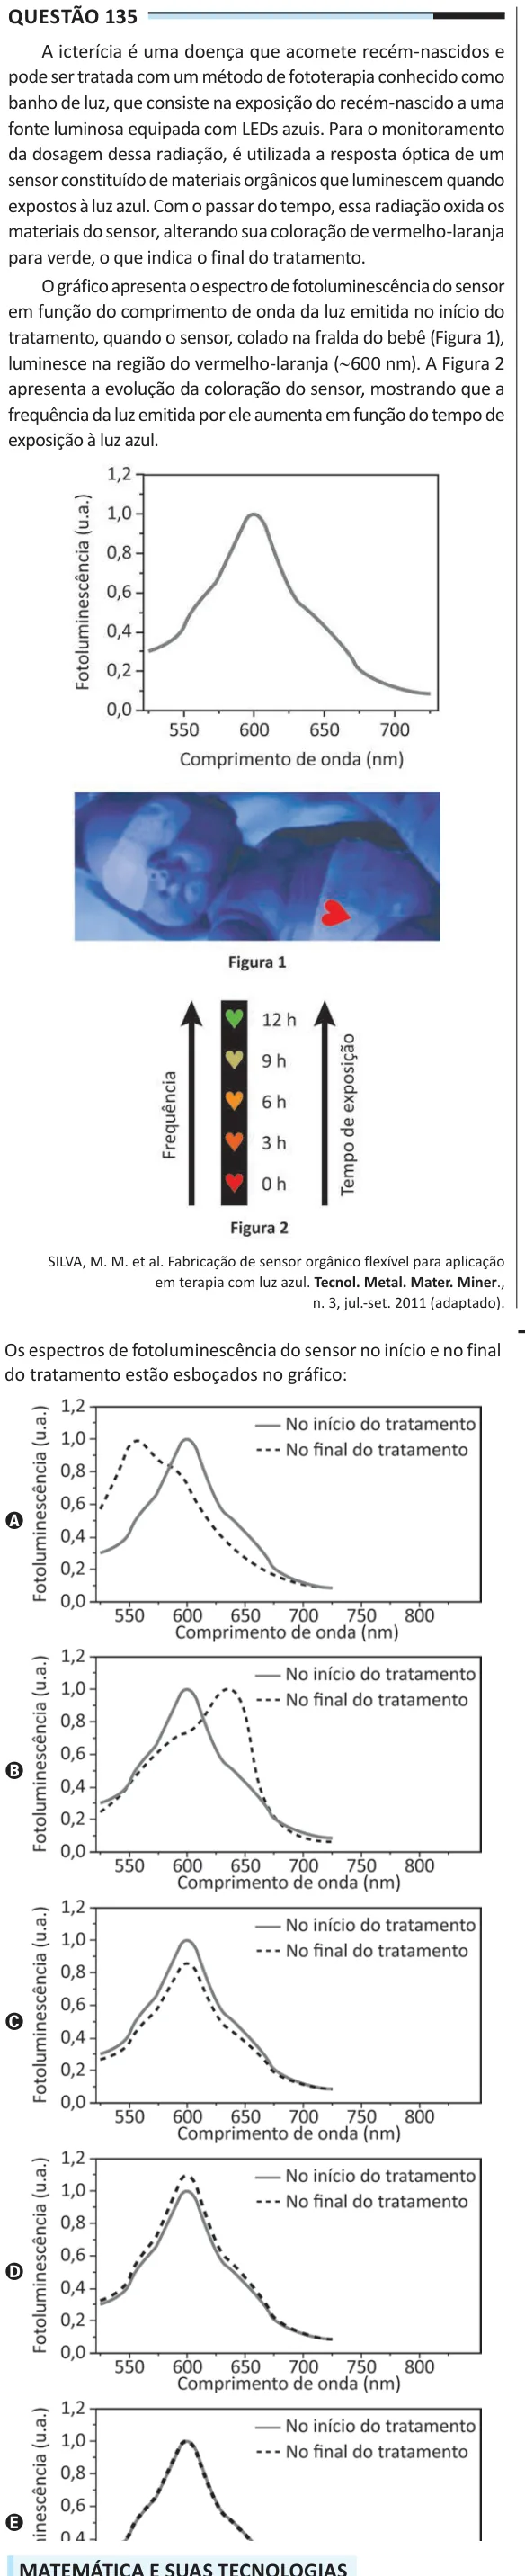 QUESTÃO 135
A icterícia é uma doença que acomete recém-nascidos e
pode ser tratada com um método de fototerapia conhecido como
banho de luz, que consiste na exposição do recém-nascido a uma
fonte luminosa equipada com LEDs azuis. Para o monitoramento
da dosagem dessa radiação, é utilizada a resposta óptica de um
sensor constituído de materiais orgânicos que luminescem quando
expostos à luz azul. Com o passar do tempo, essa radiação oxida os
materiais do sensor, alterando sua coloração de vermelho-laranja
para verde, o que indica o final do tratamento.
O gráfico apresenta o espectro de fotoluminescência do sensor
em função do comprimento de onda da luz emitida no início do
tratamento, quando o sensor, colado na fralda do bebê (Figura 1),
luminesce na região do vermelho-laranja (~600 nm). A Figura 2
apresenta a evolução da coloração do sensor, mostrando que a
frequência da luz emitida por ele aumenta em função do tempo de
exposição à luz azul.
Fotoluminescência (u.a.)
1,2
1,0
0,8
0,6
0,4
0,2
0,0
550 600 650 700
Comprimento de onda (nm)
Figura 1
Frequência
12 h
9 h
6 h
3 h
0 h
Tempo de exposição
Figura 2
SILVA, M. M. et al. Fabricação de sensor orgânico flexível para aplicação
em terapia com luz azul. Tecnol. Metal. Mater. Miner.,
n. 3, jul.-set. 2011 (adaptado).
Os espectros de fotoluminescência do sensor no início e no final
do tratamento estão esboçados no gráfico:
A
Fotoluminescência (u.a.)
1,2
1,0
0,8
0,6
0,4
0,2
0,0
No início do tratamento
No final do tratamento
550 600 650 700 750 800
Comprimento de onda (nm)
B
Fotoluminescência (u.a.)
1,2
1,0
0,8
0,6
0,4
0,2
0,0
No início do tratamento
No final do tratamento
550 600 650 700 750 800
Comprimento de onda (nm)
C
Fotoluminescência (u.a.)
1,2
1,0
0,8
0,6
0,4
0,2
0,0
No início do tratamento
No final do tratamento
550 600 650 700 750 800
Comprimento de onda (nm)
D
Fotoluminescência (u.a.)
1,2
1,0
0,8
0,6
0,4
0,2
0,0
No início do tratamento
No final do tratamento
550 600 650 700 750 800
Comprimento de onda (nm)
E
inescência (u.a.)
1,2
1,0
0,8
0,6
0,4
No início do tratamento
No final do tratamento
MATEMÁTICA E SUAS TECNOLOGIAS